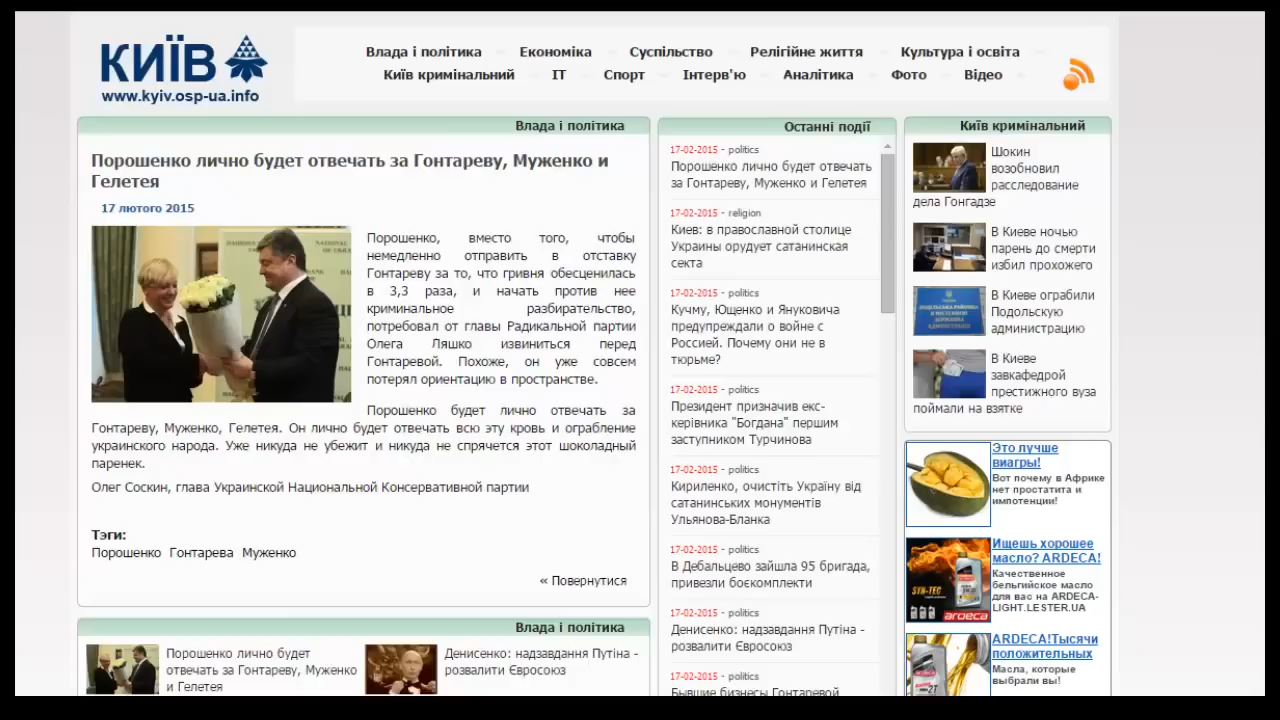 КИЇВ
www.kyiv.osp-ua.info
Влада і політика Економіка Суспільство Релігійне життя Культура і освіта
Київ кримінальний ІТ Спорт Інтерв'ю Аналітика Фото Відео
Влада і політика
Порошенко лично будет отвечать за Гонтареву, Муженко и
Гелетея
17 лютого 2015
Порошенко, вместо того, чтобы
немедленно отправить в отставку
Гонтареву за то, что гривня обесценилась
в 3,3 раза, и начать против нее
криминальное разбирательство,
потребовал от главы Радикальной партии
Олега Ляшко извиниться перед
Гонтаревой. Похоже, он уже совсем
потерял ориентацию в пространстве.
Порошенко будет лично отвечать за
Гонтареву, Муженко, Гелетея. Он лично будет отвечать всю эту кровь и ограбление
украинского народа. Уже никуда не убежит и никуда не спрячется этот шоколадный
паренек.
Олег Соскин, глава Украинской Национальной Консервативной партии
Тэги:
Порошенко Гонтарева Муженко
« Повернутися
Влада і політика
Порошенко лично будет
отвечать за Гонтареву, Муженко
и Гелетея
Денисенко: надзавдання Путіна -
розвалити Євросоюз
Останні події
17-02-2015 - politics
Порошенко лично будет отвечать
за Гонтареву, Муженко и Гелетея
17-02-2015 - religion
Киев: в православной столице
Украины орудует сатанинская
секта
17-02-2015 - politics
Кучму, Ющенко и Януковича
предупреждали о войне с
Россией. Почему они не в
тюрьме?
17-02-2015 - politics
Президент призначив екс-
керівника "Богдана" першим
заступником Турчинова
17-02-2015 - politics
Кириленко, очистіть Україну від
сатанинських монументів
Ульянова-Бланка
17-02-2015 - politics
В Дебальцево зайшла 95 бригада,
привезли боєкомплекти
17-02-2015 - politics
Денисенко: надзавдання Путіна -
розвалити Євросоюз
17-02-2015 - politics
Бывшие бизнесы Гонтаревой
Київ кримінальний
Шокин
возобновил
расследование
дела Гонгадзе
В Киеве ночью
парень до смерти
избил прохожего
В Киеве ограбили
Подольскую
администрацию
В Киеве
завкафедрой
престижного вуза
поймали на взятке
Это лучше
виагры!
Вот почему в Африке
нет простатита и
импотенции!
Ищешь хорошее
масло? ARDECA!
Качественное
бельгийское масло
для вас на ARDECA-
LIGHT.LESTER.UA
SYN-TEC
ardeca
ARDECA!Тысячи
положительных
Масла, которые
выбрали вы!